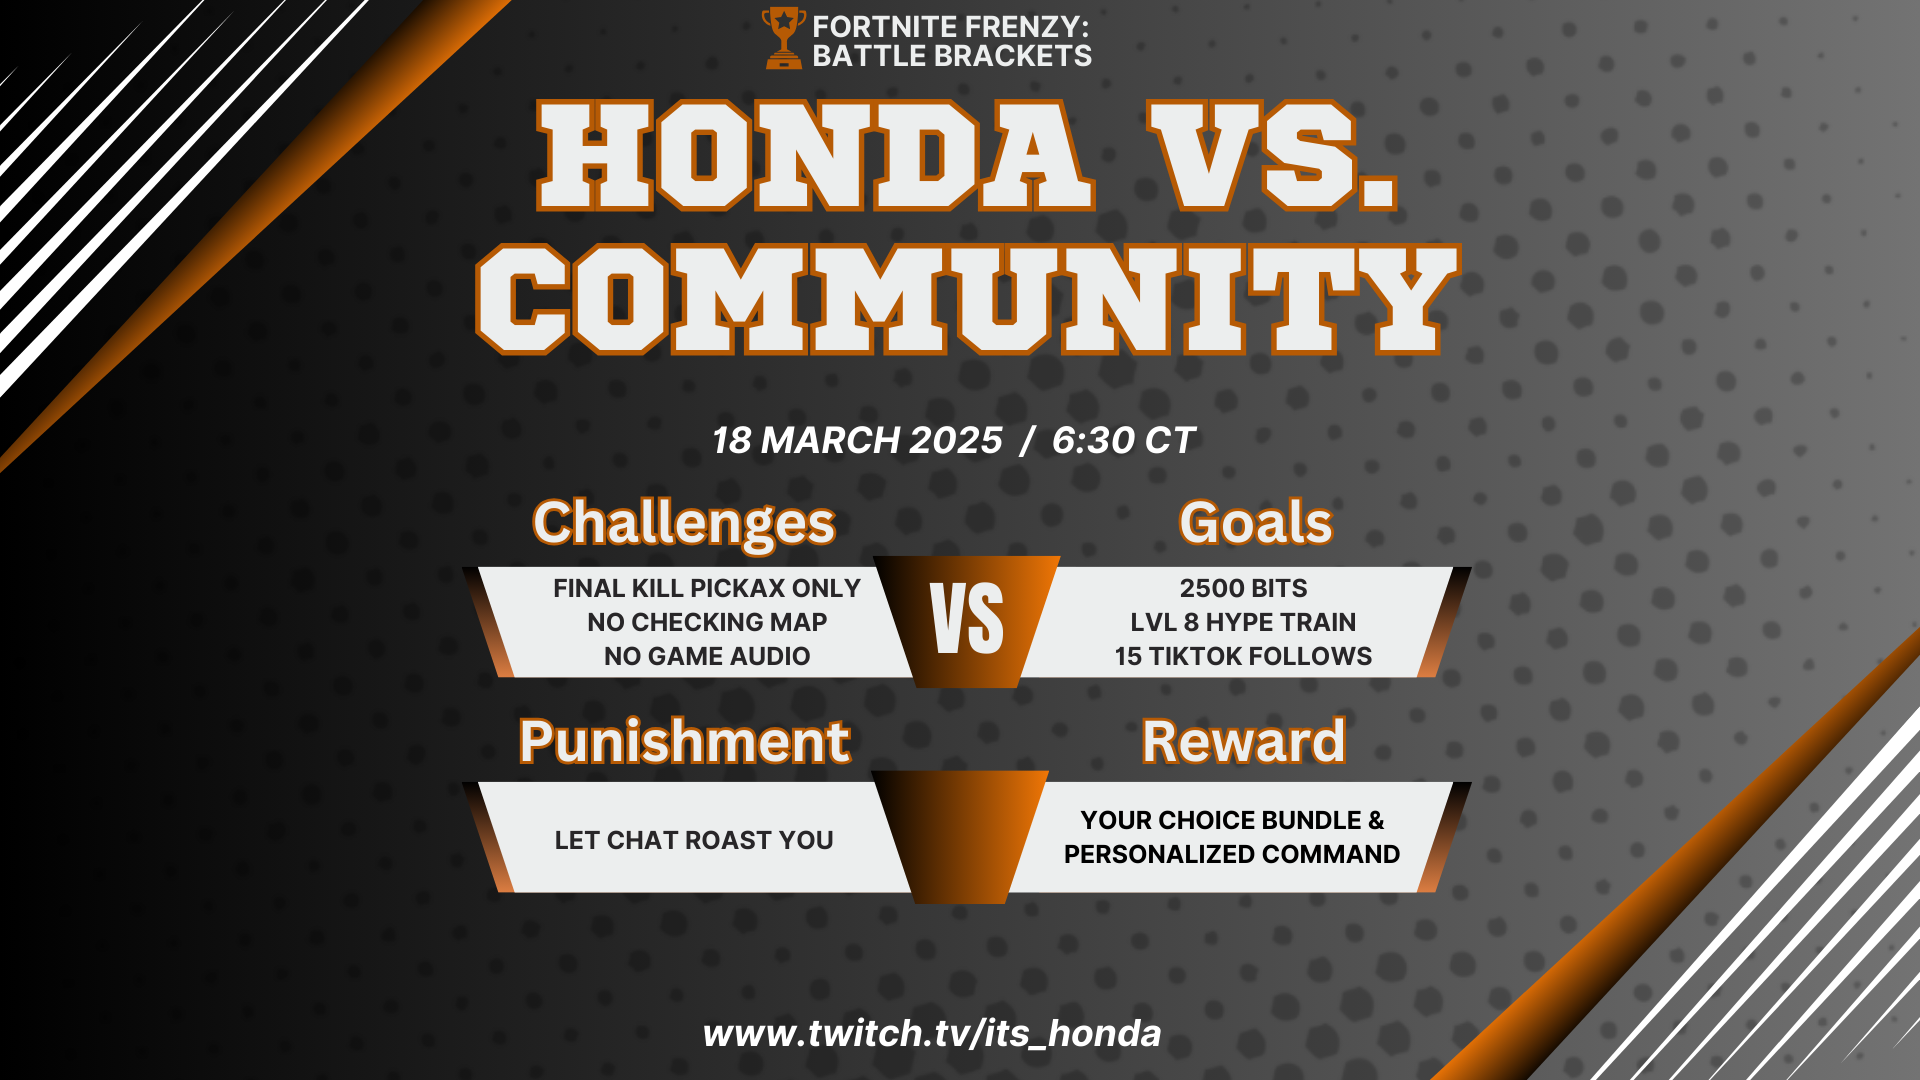 FORTNITE FRENZY:
BATTLE BRACKETS
HONDA VS.
COMMUNITY
18 MARCH 2025 / 6:30 CT
Challenges
FINAL KILL PICKAX ONLY
NO CHECKING MAP
NO GAME AUDIO
VS
Goals
2500 BITS
LVL 8 HYPE TRAIN
15 TIKTOK FOLLOWS
Punishment
LET CHAT ROAST YOU
Reward
YOUR CHOICE BUNDLE &
PERSONALIZED COMMAND
www.twitch.tv/its_honda